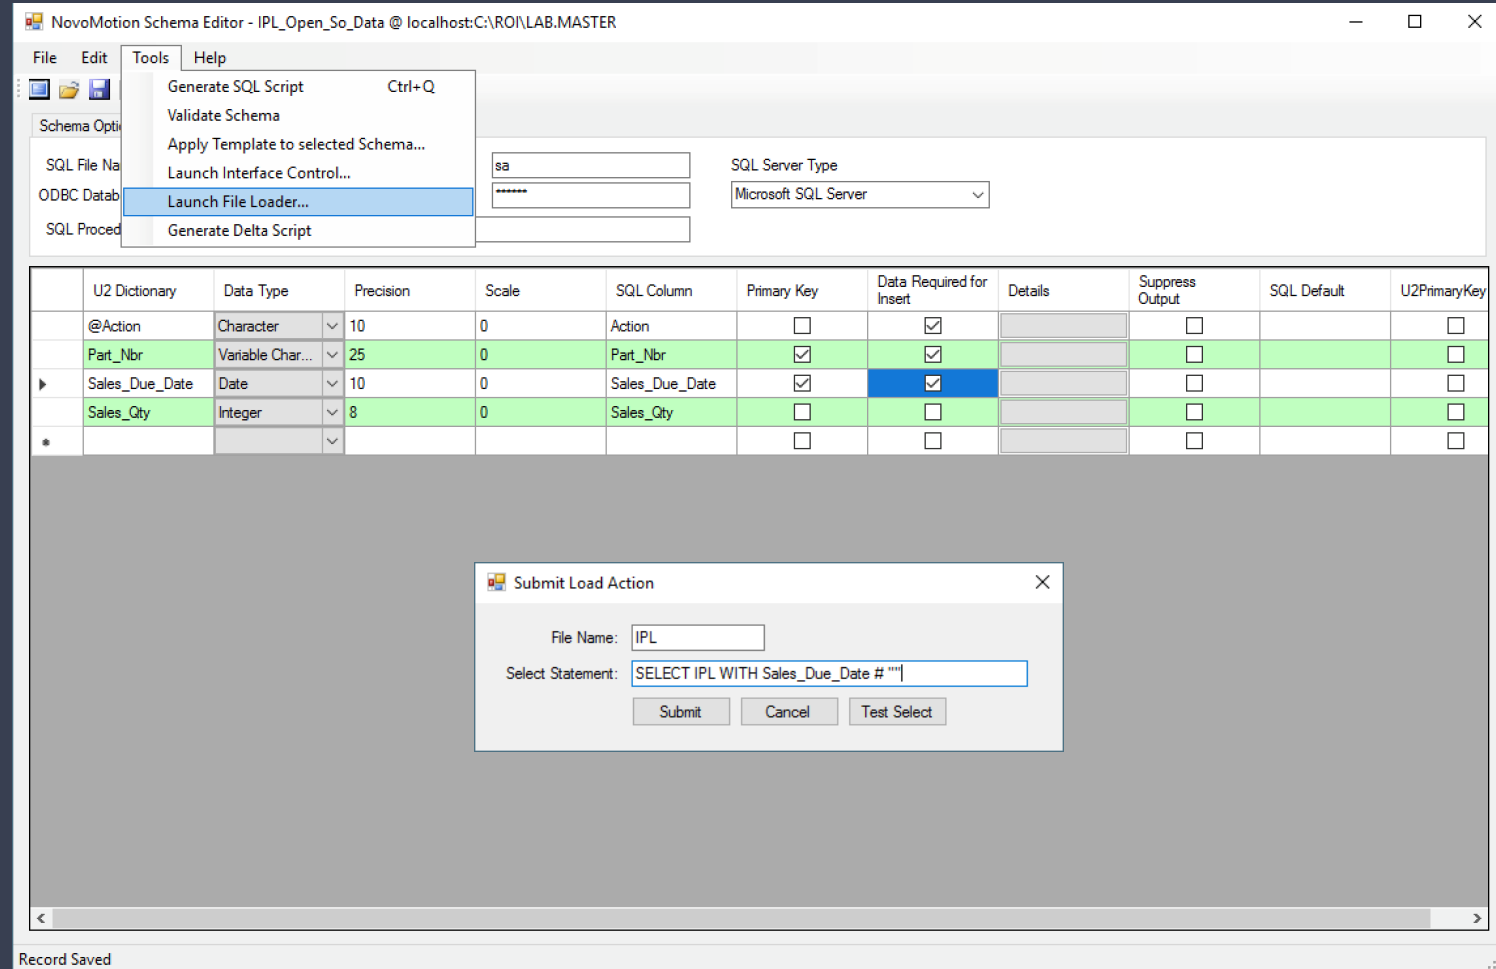 NovoMotion Schema Editor - IPL_Open_So_Data @ localhost:C:\ROI\LAB.MASTER
File Edit Tools Help
Generate SQL Script Ctrl+Q
Validate Schema
Apply Template to selected Schema...
Launch Interface Control...
Launch File Loader...
Generate Delta Script
Schema Opti
SQL File Na sa SQL Server Type
ODBC Datab ****** Microsoft SQL Server
SQL Proced
U2 Dictionary Data Type Precision Scale SQL Column Primary Key Data Required for Insert Details Suppress Output SQL Default U2PrimaryKey
@Action Character 10 0 Action
Part_Nbr Variable Char... 25 0 Part_Nbr
Sales_Due_Date Date 10 0 Sales_Due_Date
Sales_Qty Integer 8 0 Sales_Qty
Submit Load Action
File Name: IPL
Select Statement: SELECT IPL WITH Sales_Due_Date # ""
Submit Cancel Test Select
Record Saved